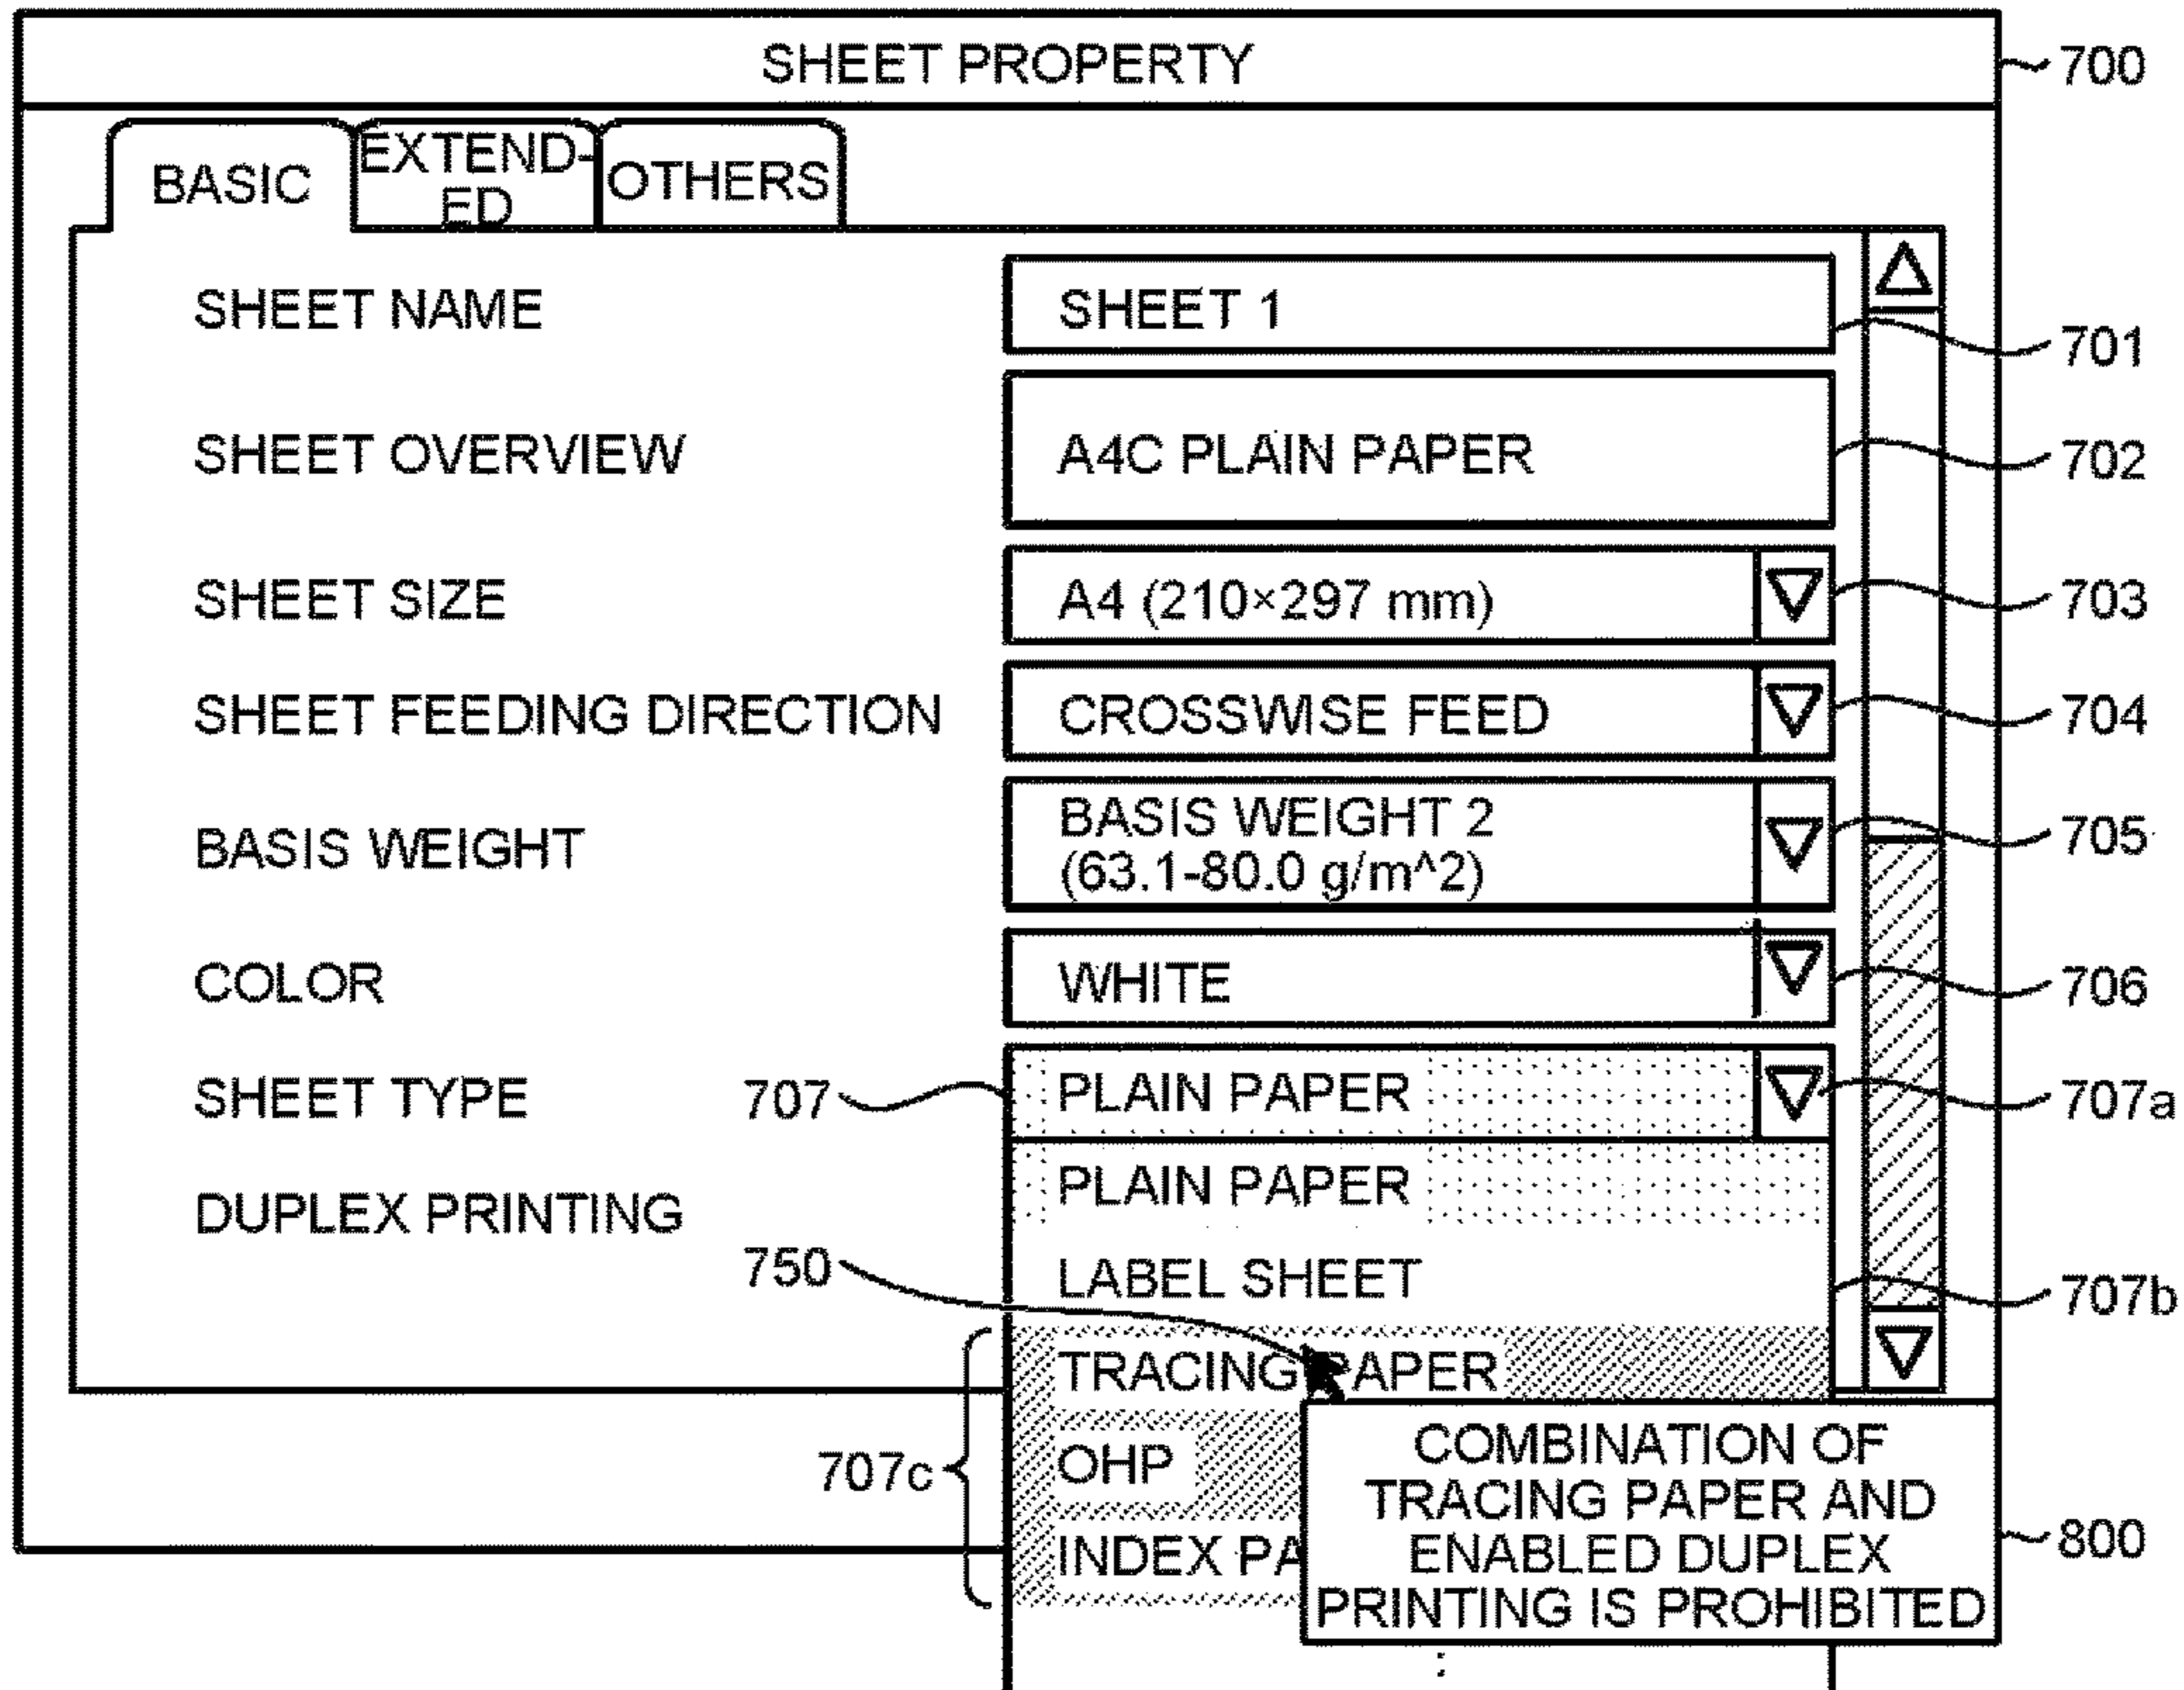 SHEET PROPERTY
700
BASIC
EXTEND-
ED
OTHERS
SHEET NAME
SHEET 1
701
SHEET OVERVIEW
A4C PLAIN PAPER
702
SHEET SIZE
A4 (210×297 mm)
703
SHEET FEEDING DIRECTION
CROSSWISE FEED
704
BASIS WEIGHT
BASIS WEIGHT 2
(63.1-80.0 g/m^2)
705
COLOR
WHITE
706
SHEET TYPE
707
PLAIN PAPER
707a
PLAIN PAPER
DUPLEX PRINTING
750
LABEL SHEET
707b
TRACING PAPER
707c
OHP
INDEX PA
COMBINATION OF
TRACING PAPER AND
ENABLED DUPLEX
PRINTING IS PROHIBITED
800